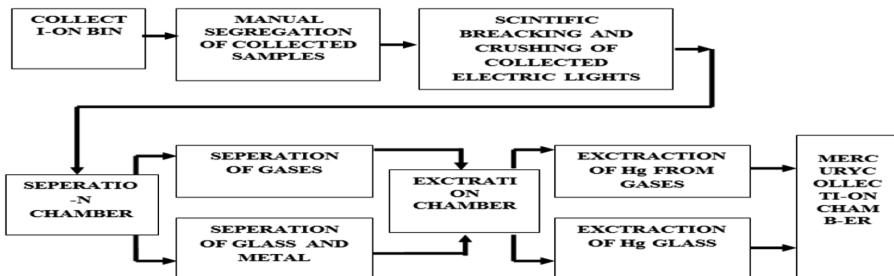 COLLECT
I-ON BIN
MANUAL
SEGREGATION
OF COLLECTED
SAMPLES
SCINTIFIC
BREACKING AND
CRUSHING OF
COLLECTED
ELECTRIC LIGHTS
SEPERATIO
-N
CHAMBER
SEPERATION
OF GASES
SEPERATION
OF GLASS AND
METAL
EXCTRATI
ON
CHAMBER
EXCTRACTION
OF Hg FROM
GASES
EXCTRACTION
OF Hg GLASS
MERC
URYC
OLLEC
TI-ON
CHAM
B-ER